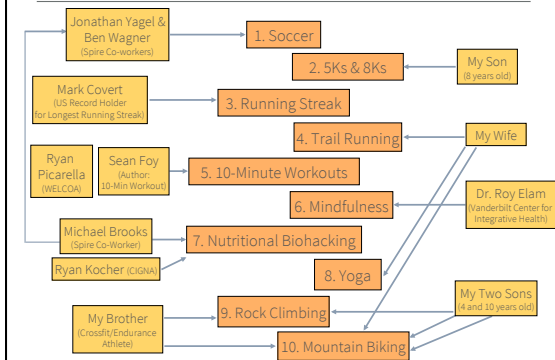 Jonathan Yagel &
Ben Wagner
(Spire Co-workers)
1. Soccer
2. 5Ks & 8Ks
My Son
(8 years old)
Mark Covert
(US Record Holder
for Longest Running Streak)
3. Running Streak
4. Trail Running
My Wife
Ryan
Picarella
(WELCOA)
Sean Foy
(Author:
10-Min Workout)
5. 10-Minute Workouts
6. Mindfulness
Dr. Roy Elam
(Vanderbilt Center for
Integrative Health)
Michael Brooks
(Spire Co-Worker)
7. Nutritional Biohacking
Ryan Kocher (CIGNA)
8. Yoga
My Two Sons
(4 and 10 years old)
9. Rock Climbing
My Brother
(Crossfit/Endurance
Athlete)
10. Mountain Biking